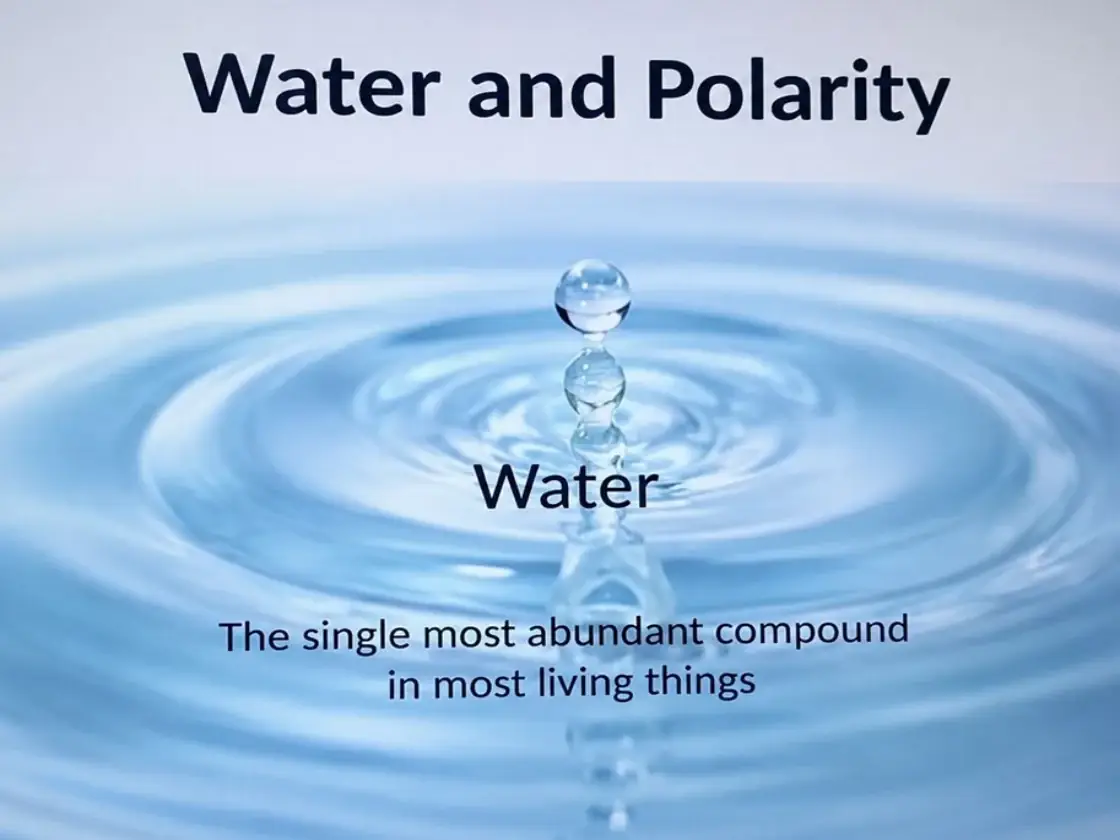 Water and Polarity
Water
The single most abundant compound
in most living things